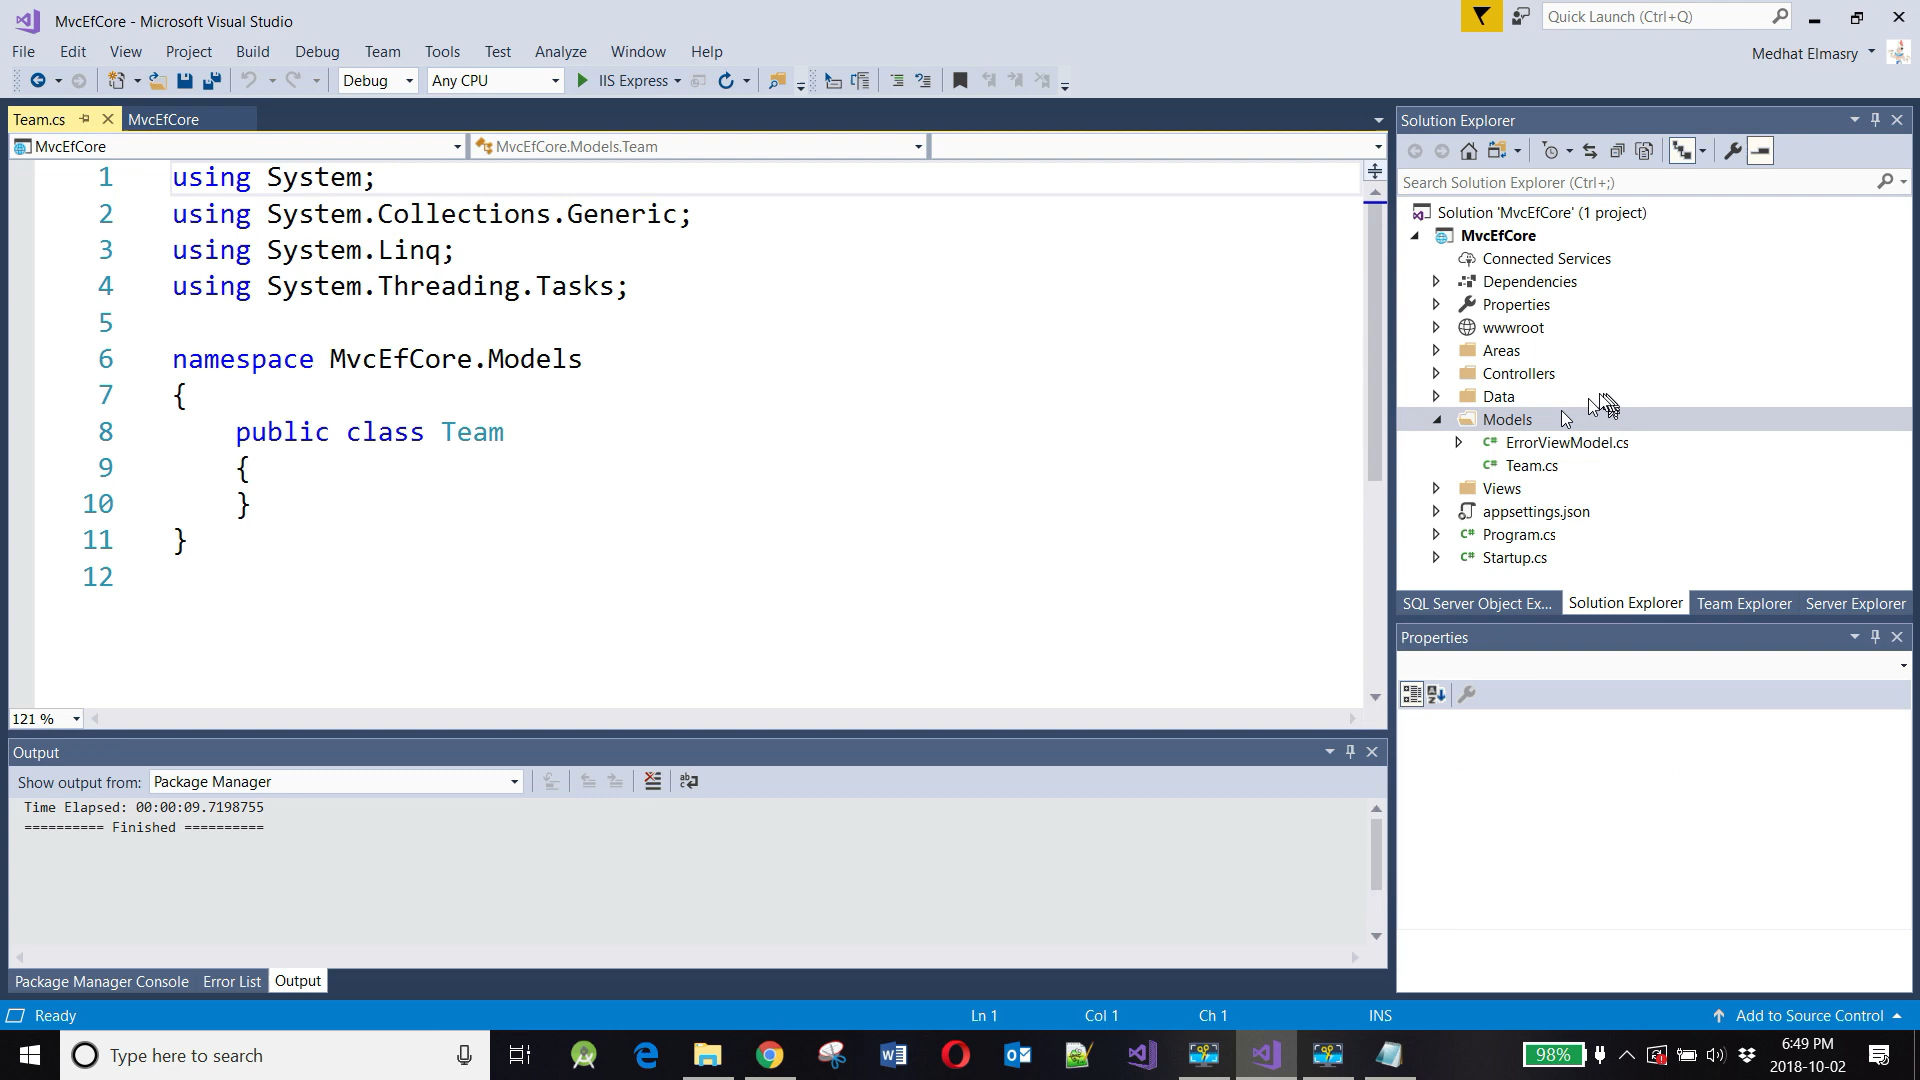 MvcEfCore - Microsoft Visual Studio
Quick Launch (Ctrl+Q)
File Edit View Project Build Debug Team Tools Test Analyze Window Help
Medhat Elmasry
Debug Any CPU IIS Express
Team.cs MvcEfCore
MvcEfCore MvcEfCore.Models.Team
1 using System;
2 using System.Collections.Generic;
3 using System.Linq;
4 using System.Threading.Tasks;
5
6 namespace MvcEfCore.Models
7 {
8 public class Team
9 {
10 }
11 }
12
121 %
Output
Show output from: Package Manager
Time Elapsed: 00:00:09.7198755
========== Finished ==========
Package Manager Console Error List Output
Solution Explorer
Search Solution Explorer (Ctrl+;)
Solution 'MvcEfCore' (1 project)
MvcEfCore
Connected Services
Dependencies
Properties
wwwroot
Areas
Controllers
Data
Models
C# ErrorViewModel.cs
C# Team.cs
Views
appsettings.json
C# Program.cs
C# Startup.cs
SQL Server Object Ex... Solution Explorer Team Explorer Server Explorer
Properties
Ready Ln 1 Col 1 Ch 1 INS Add to Source Control
Type here to search
98%
6:49 PM
2018-10-02